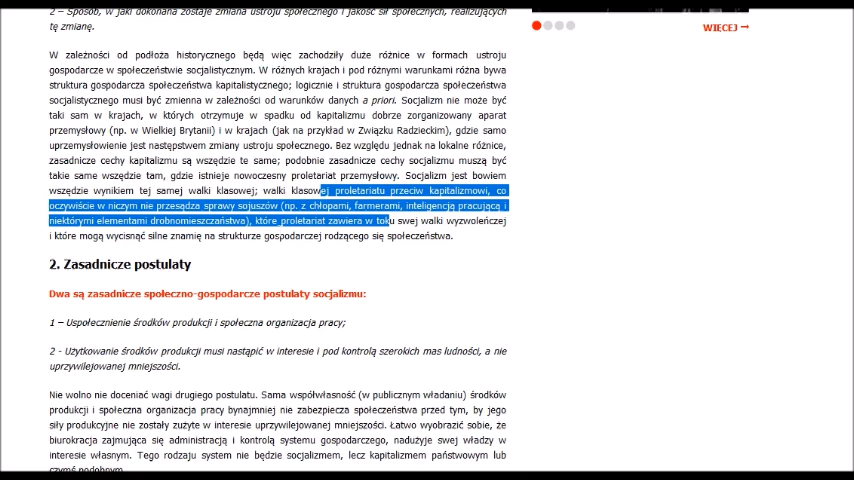 2 – Sposób, w jaki dokonana zostaje zmiana ustroju społecznego i jakość sił społecznych, realizujących
tę zmianę.
WIĘCEJ →
W zależności od podłoża historycznego będą więc zachodziły duże różnice w formach ustroju
gospodarcze w społeczeństwie socjalistycznym. W różnych krajach i pod różnymi warunkami różna bywa
struktura gospodarcza społeczeństwa kapitalistycznego; logicznie i struktura gospodarcza społeczeństwa
socjalistycznego musi być zmienna w zależności od warunków danych a priori. Socjalizm nie może być
taki sam w krajach, w których otrzymuje w spadku od kapitalizmu dobrze zorganizowany aparat
przemysłowy (np. w Wielkiej Brytanii) i w krajach (jak na przykład w Związku Radzieckim), gdzie samo
uprzemysłowienie jest następstwem zmiany ustroju społecznego. Bez względu jednak na lokalne różnice,
zasadnicze cechy kapitalizmu są wszędzie te same; podobnie zasadnicze cechy socjalizmu muszą być
takie same wszędzie tam, gdzie istnieje nowoczesny proletariat przemysłowy. Socjalizm jest bowiem
wszędzie wynikiem tej samej walki klasowej; walki klasowej proletariatu przeciw kapitalizmowi, co
oczywiście w niczym nie przesądza sprawy sojuszów (np. z chłopami, farmerami, inteligencją pracującą i
niektórymi elementami drobnomieszczaństwa), które proletariat zawiera w toku swej walki wyzwoleńczej
i które mogą wycisnąć silne znamię na strukturze gospodarczej rodzącego się społeczeństwa.
2. Zasadnicze postulaty
Dwa są zasadnicze społeczno-gospodarcze postulaty socjalizmu:
1 – Uspołecznienie środków produkcji i społeczna organizacja pracy;
2 - Użytkowanie środków produkcji musi nastąpić w interesie i pod kontrolą szerokich mas ludności, a nie
uprzywilejowanej mniejszości.
Nie wolno nie doceniać wagi drugiego postulatu. Sama współwłasność (w publicznym władaniu) środków
produkcji i społeczna organizacja pracy bynajmniej nie zabezpiecza społeczeństwa przed tym, by jego
siły produkcyjne nie zostały zużyte w interesie uprzywilejowanej mniejszości. Łatwo wyobrazić sobie, że
biurokracja zajmująca się administracją i kontrolą systemu gospodarczego, nadużyje swej władzy w
interesie własnym. Tego rodzaju system nie będzie socjalizmem, lecz kapitalizmem państwowym lub
czymś podobnym.